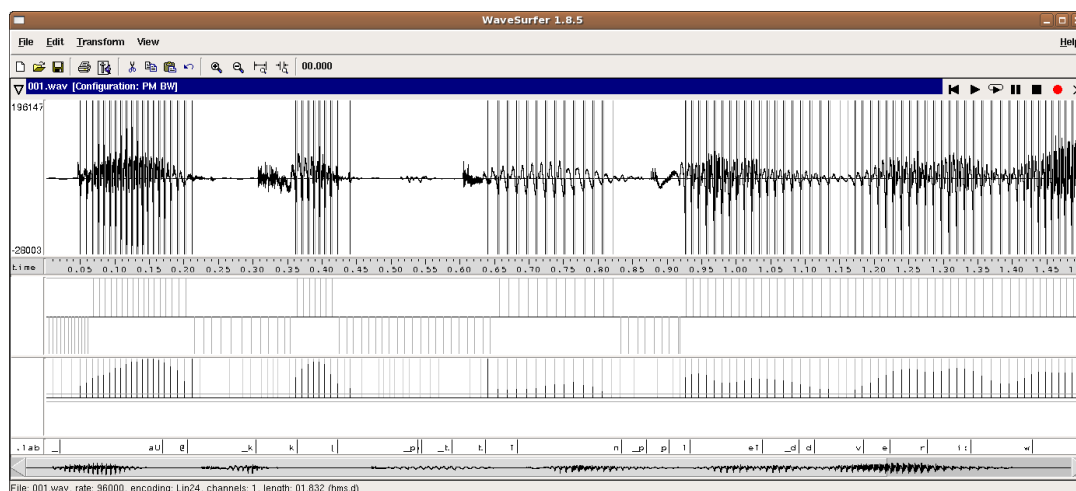 WaveSurfer 1.8.5
File Edit Transform View Help
00.000
001.wav [Configuration: PM BW]
196147
-28003
time 0.05 0.10 0.15 0.20 0.25 0.30 0.35 0.40 0.45 0.50 0.55 0.60 0.65 0.70 0.75 0.80 0.85 0.90 0.95 1.00 1.05 1.10 1.15 1.20 1.25 1.30 1.35 1.40 1.45
.lab _ aU @ _k k l _p _t t I n _p p l eI _d d v e r i: w
File: 001.wav, rate: 96000, encoding: Lin24, channels: 1, length: 01.832 (hms.d)